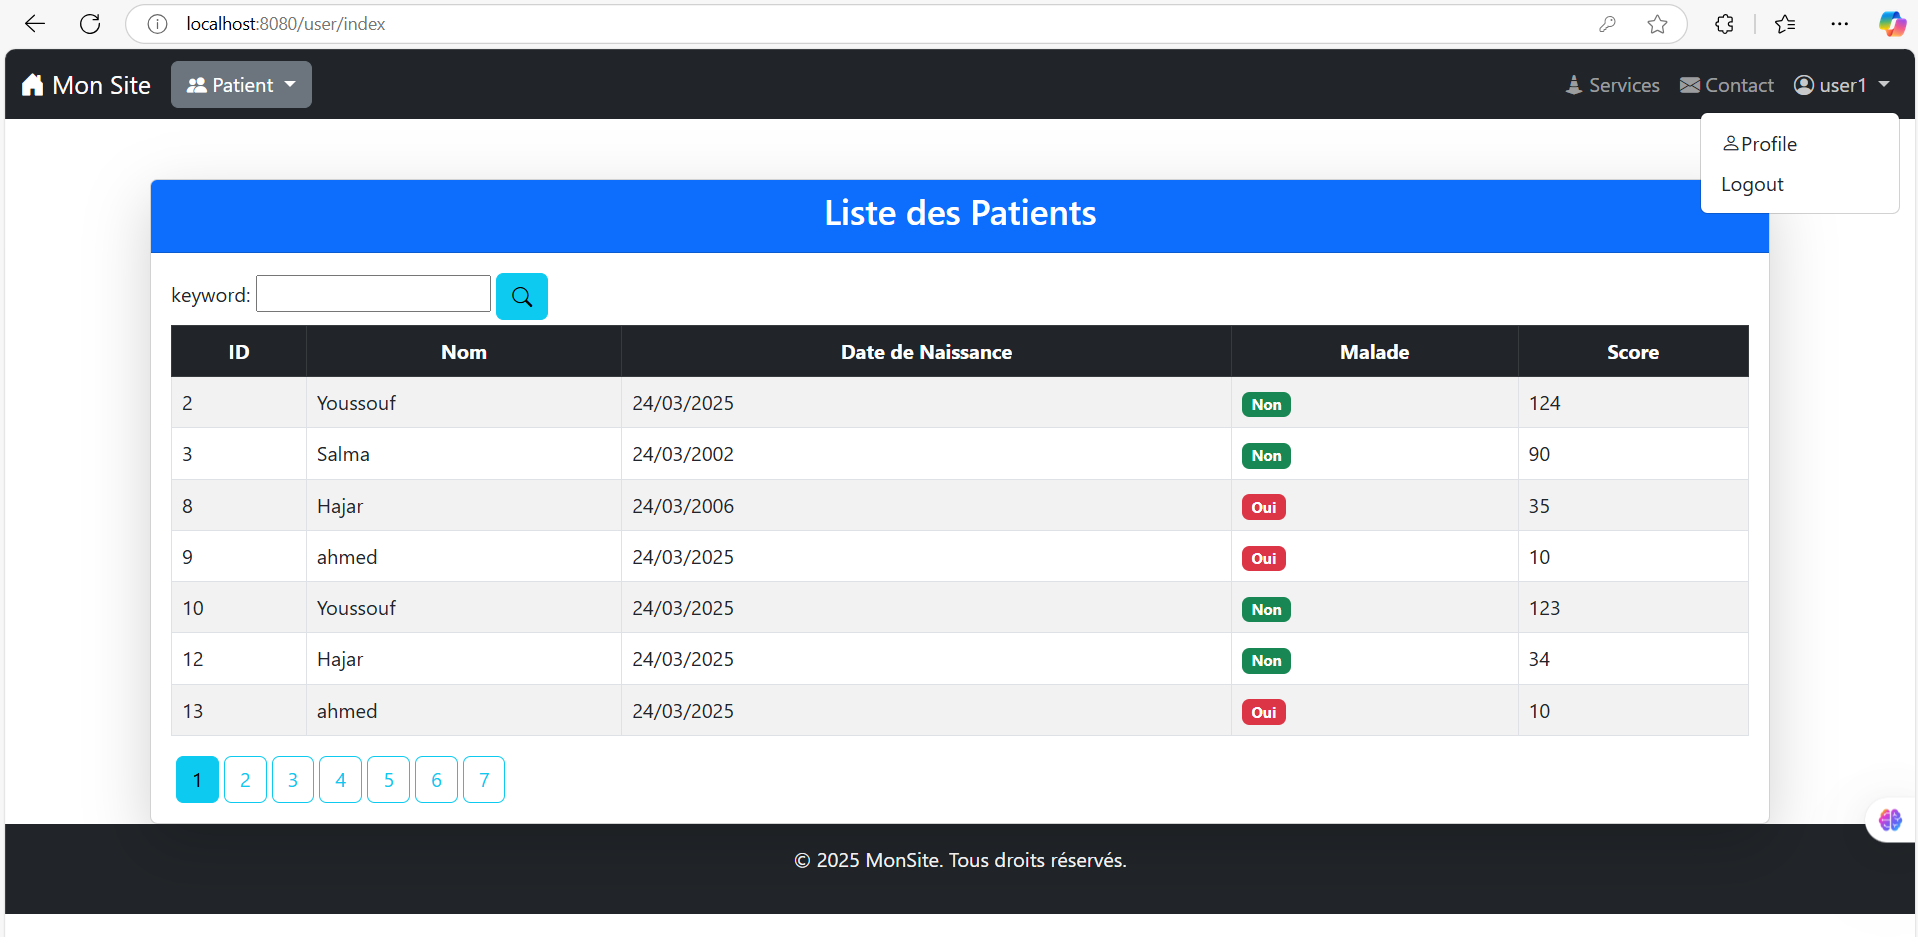 localhost:8080/user/index
Mon Site Patient Services Contact user1
Profile
Logout
Liste des Patients
keyword:
ID Nom Date de Naissance Malade Score
2 Youssouf 24/03/2025 Non 124
3 Salma 24/03/2002 Non 90
8 Hajar 24/03/2006 Oui 35
9 ahmed 24/03/2025 Oui 10
10 Youssouf 24/03/2025 Non 123
12 Hajar 24/03/2025 Non 34
13 ahmed 24/03/2025 Oui 10
1 2 3 4 5 6 7
© 2025 MonSite. Tous droits réservés.